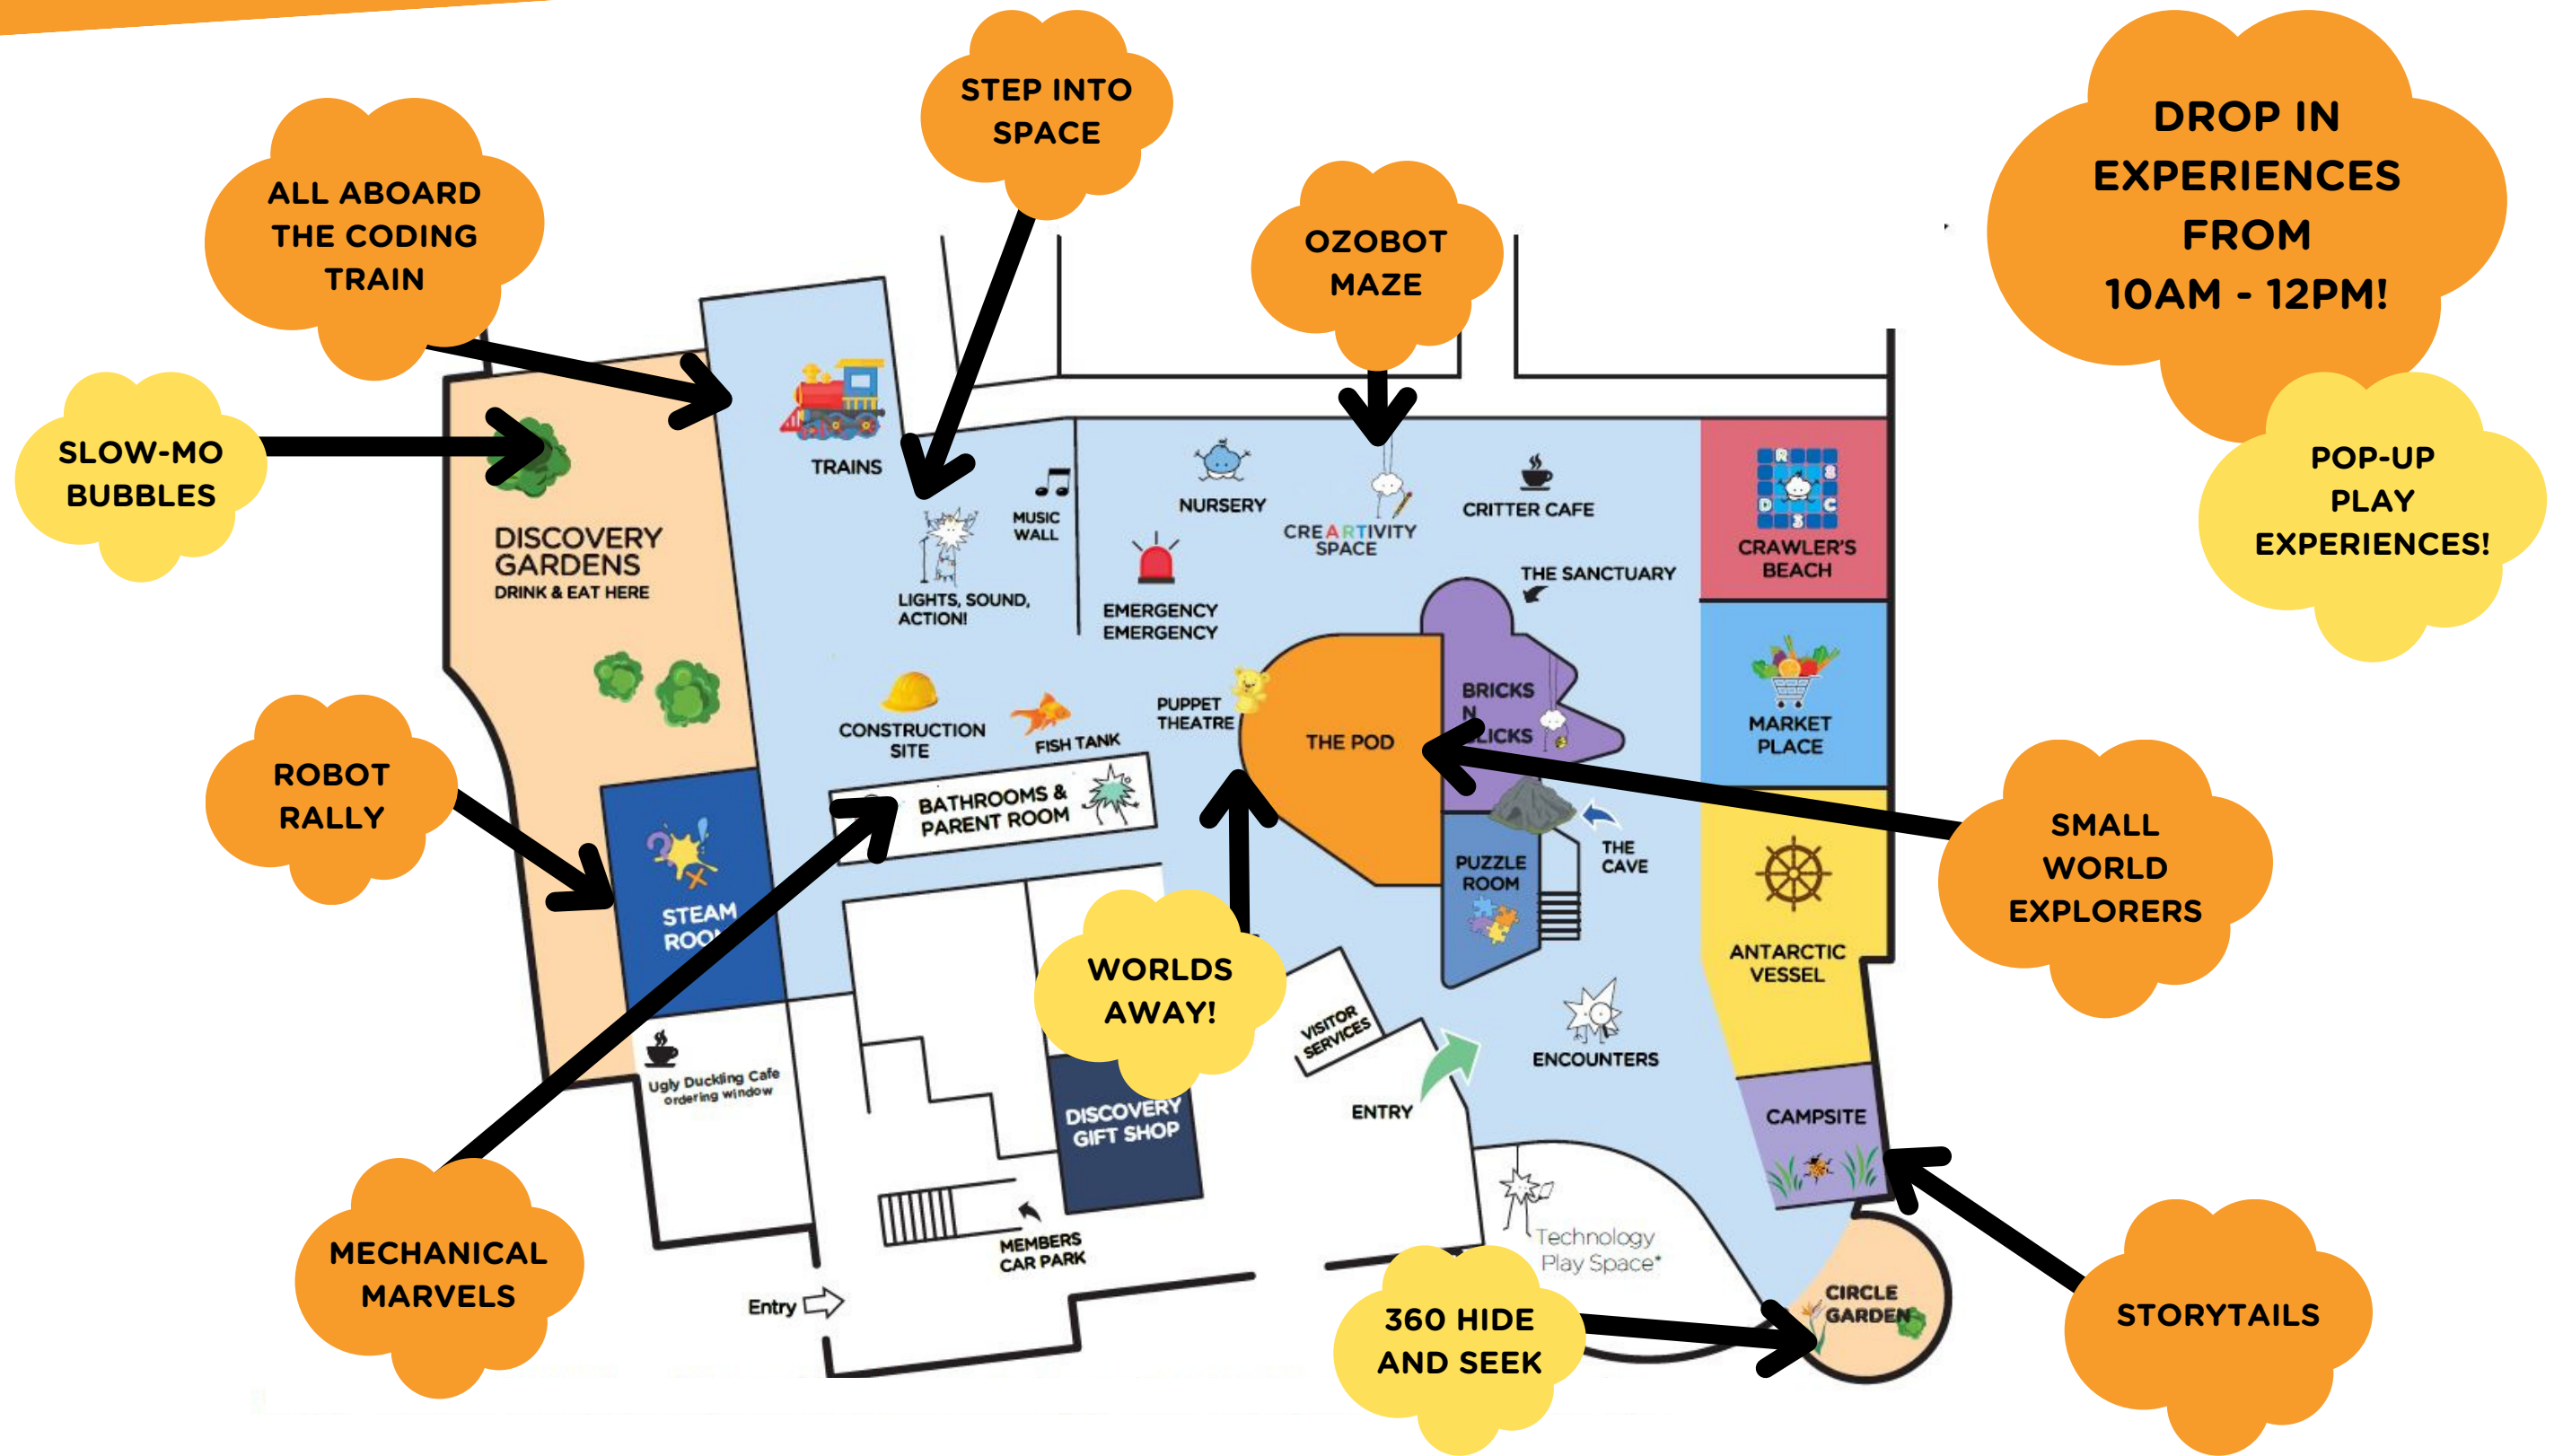 STEP INTO
SPACE
DROP IN
EXPERIENCES
FROM
10AM - 12PM!
ALL ABOARD
THE CODING
TRAIN
OZOBOT
MAZE
SLOW-MO
BUBBLES
POP-UP
PLAY
EXPERIENCES!
TRAINS
MUSIC
WALL
NURSERY
CREARTIVITY
SPACE
CRITTER CAFE
R
8
D
C
3
CRAWLER'S
BEACH
DISCOVERY
GARDENS
DRINK & EAT HERE
LIGHTS, SOUND,
ACTION!
EMERGENCY
EMERGENCY
THE SANCTUARY
CONSTRUCTION
SITE
FISH TANK
PUPPET
THEATRE
THE POD
BRICKS
N
MARKET
PLACE
ROBOT
RALLY
BATHROOMS &
PARENT ROOM
SMALL
WORLD
EXPLORERS
PUZZLE
ROOM
THE
CAVE
STEAM
ROOM
WORLDS
AWAY!
ANTARCTIC
VESSEL
VISITOR
SERVICES
ENCOUNTERS
Ugly Duckling Cafe
ordering window
DISCOVERY
GIFT SHOP
ENTRY
CAMPSITE
MECHANICAL
MARVELS
MEMBERS
CAR PARK
Entry
Technology
Play Space*
360 HIDE
AND SEEK
CIRCLE
GARDEN
STORYTAILS